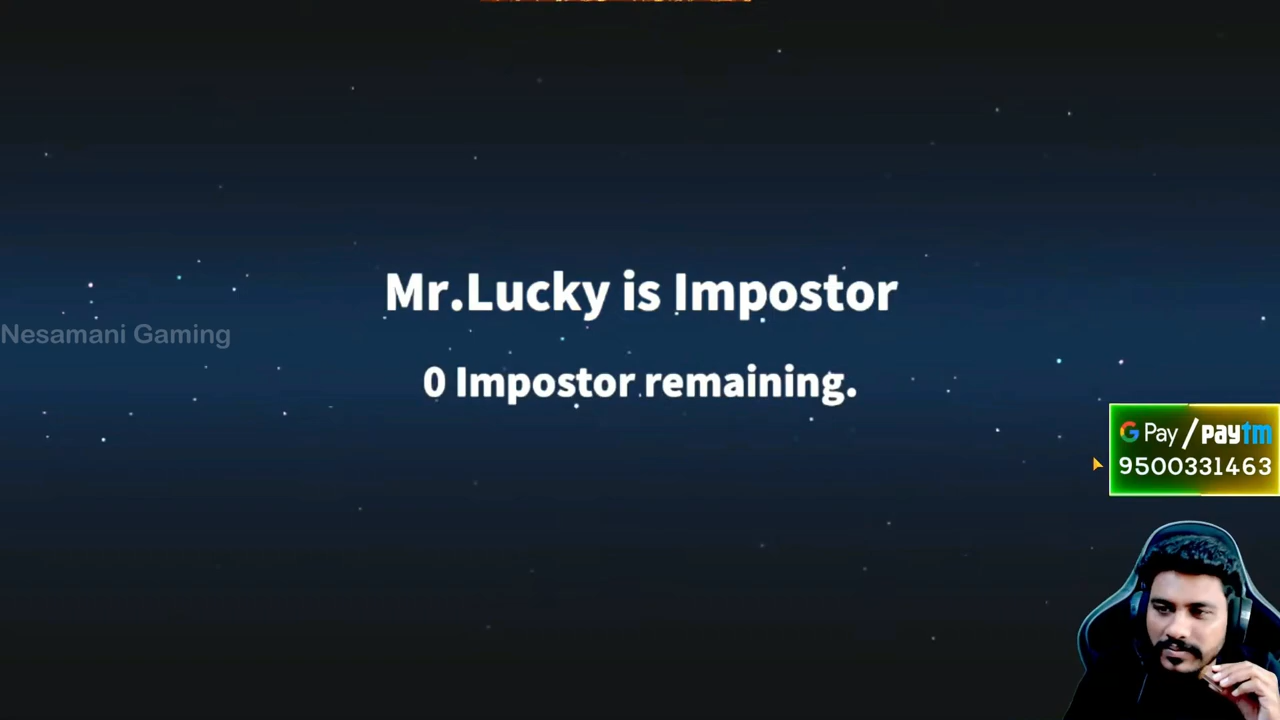 Mr.Lucky is Impostor
Nesamani Gaming
0 Impostor remaining.
G Pay / paytm
9500331463